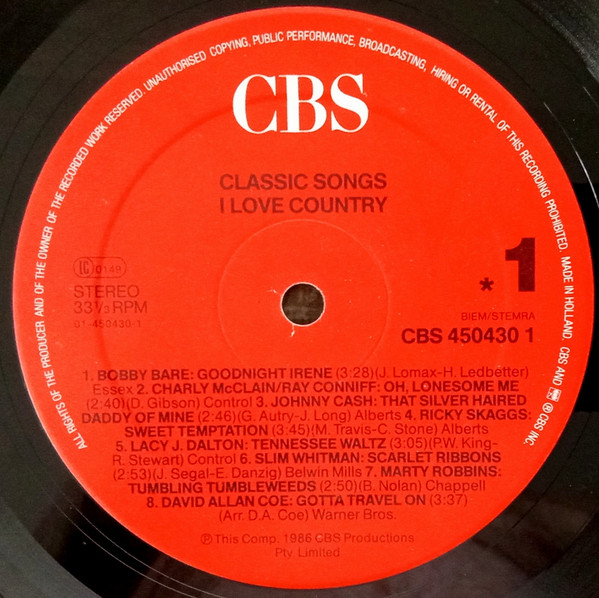 ALL RIGHTS OF THE PRODUCER AND OF THE OWNER OF THE RECORDED WORK RESERVED. UNAUTHORISED COPYING, PUBLIC PERFORMANCE, BROADCASTING, HIRING OR RENTAL OF THIS RECORDING PROHIBITED. MADE IN HOLLAND. CBS AND ℗ CBS INC.
CBS
CLASSIC SONGS
I LOVE COUNTRY
LC 0149
STEREO
33⅓ RPM
01-450430-1
* 1
BIEM/STEMRA
CBS 450430 1
1. BOBBY BARE: GOODNIGHT IRENE (3:28)(J. Lomax-H. Ledbetter)
Essex 2. CHARLY McCLAIN/RAY CONNIFF: OH, LONESOME ME
(2:40)(D. Gibson) Control 3. JOHNNY CASH: THAT SILVER HAIRED
DADDY OF MINE (2:46)(G. Autry-J. Long) Alberts 4. RICKY SKAGGS:
SWEET TEMPTATION (3:45)(M. Travis-C. Stone) Alberts
5. LACY J. DALTON: TENNESSEE WALTZ (3:05)(P.W. King-
R. Stewart) Control 6. SLIM WHITMAN: SCARLET RIBBONS
(2:53)(J. Segal-E. Danzig) Belwin Mills 7. MARTY ROBBINS:
TUMBLING TUMBLEWEEDS (2:50)(B. Nolan) Chappell
8. DAVID ALLAN COE: GOTTA TRAVEL ON (3:37)
(Arr. D.A. Coe) Warner Bros.
℗ This Comp. 1986 CBS Productions
Pty. Limited